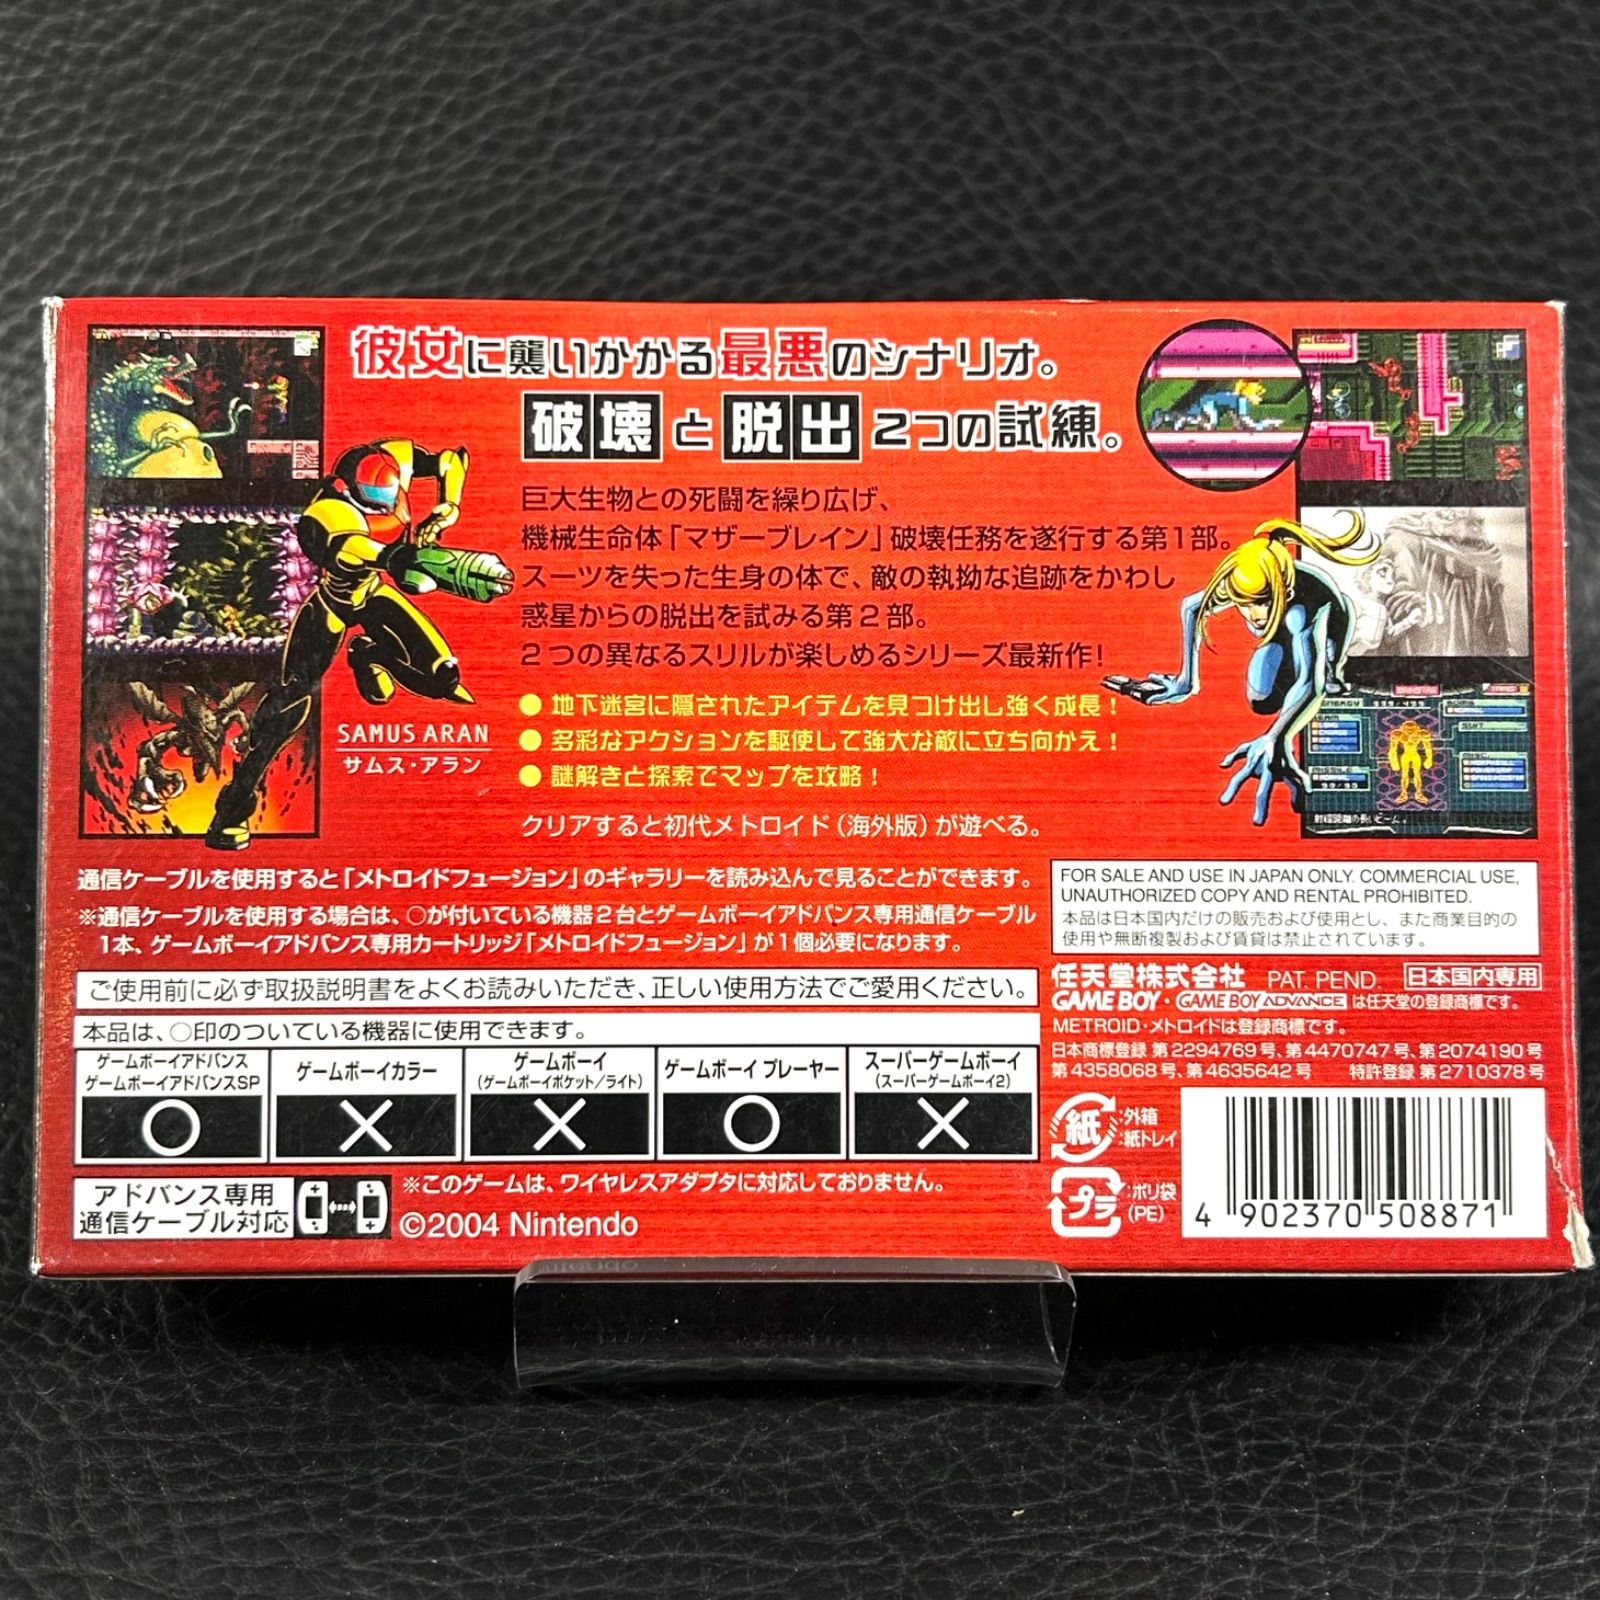 彼女に襲いかかる最悪のシナリオ。
破壊と脱出 2つの試練。
巨大生物との死闘を繰り広げ、
機械生命体「マザーブレイン」破壊任務を遂行する第1部。
スーツを失った生身の体で、敵の執拗な追跡をかわし
惑星からの脱出を試みる第2部。
2つの異なるスリルが楽しめるシリーズ最新作!
●地下迷宮に隠されたアイテムを見つけ出し強く成長!
●多彩なアクションを駆使して強大な敵に立ち向かえ!
●謎解きと探索でマップを攻略!
クリアすると初代メトロイド(海外版)が遊べる。
SAMUS ARAN
サムス・アラン
射程距離の長いビーム。
通信ケーブルを使用すると「メトロイドフュージョン」のギャラリーを読み込んで見ることができます。
※通信ケーブルを使用する場合は、○が付いている機器2台とゲームボーイアドバンス専用通信ケーブル
1本、ゲームボーイアドバンス専用カートリッジ「メトロイドフュージョン」が1個必要になります。
ご使用前に必ず取扱説明書をよくお読みいただき、正しい使用方法でご愛用ください。
本品は、○印のついている機器に使用できます。
ゲームボーイアドバンス
ゲームボーイアドバンスSP
○
ゲームボーイカラー
×
ゲームボーイ
(ゲームボーイポケット/ライト)
×
ゲームボーイ プレーヤー
○
スーパーゲームボーイ
(スーパーゲームボーイ2)
×
アドバンス専用
通信ケーブル対応
※このゲームは、ワイヤレスアダプタに対応しておりません。
©2004 Nintendo
FOR SALE AND USE IN JAPAN ONLY. COMMERCIAL USE,
UNAUTHORIZED COPY AND RENTAL PROHIBITED.
本品は日本国内だけの販売および使用とし、また商業目的の
使用や無断複製および賃貸は禁止されています。
任天堂株式会社 PAT. PEND. 日本国内専用
GAME BOY・GAME BOY ADVANCE は任天堂の登録商標です。
METROID・メトロイドは登録商標です。
日本商標登録 第2294769号、第4470747号、第2074190号
第4358068号、第4635642号 特許登録 第2710378号
紙 :外箱
:紙トレイ
プラ :ポリ袋
(PE)
4 902370 508871